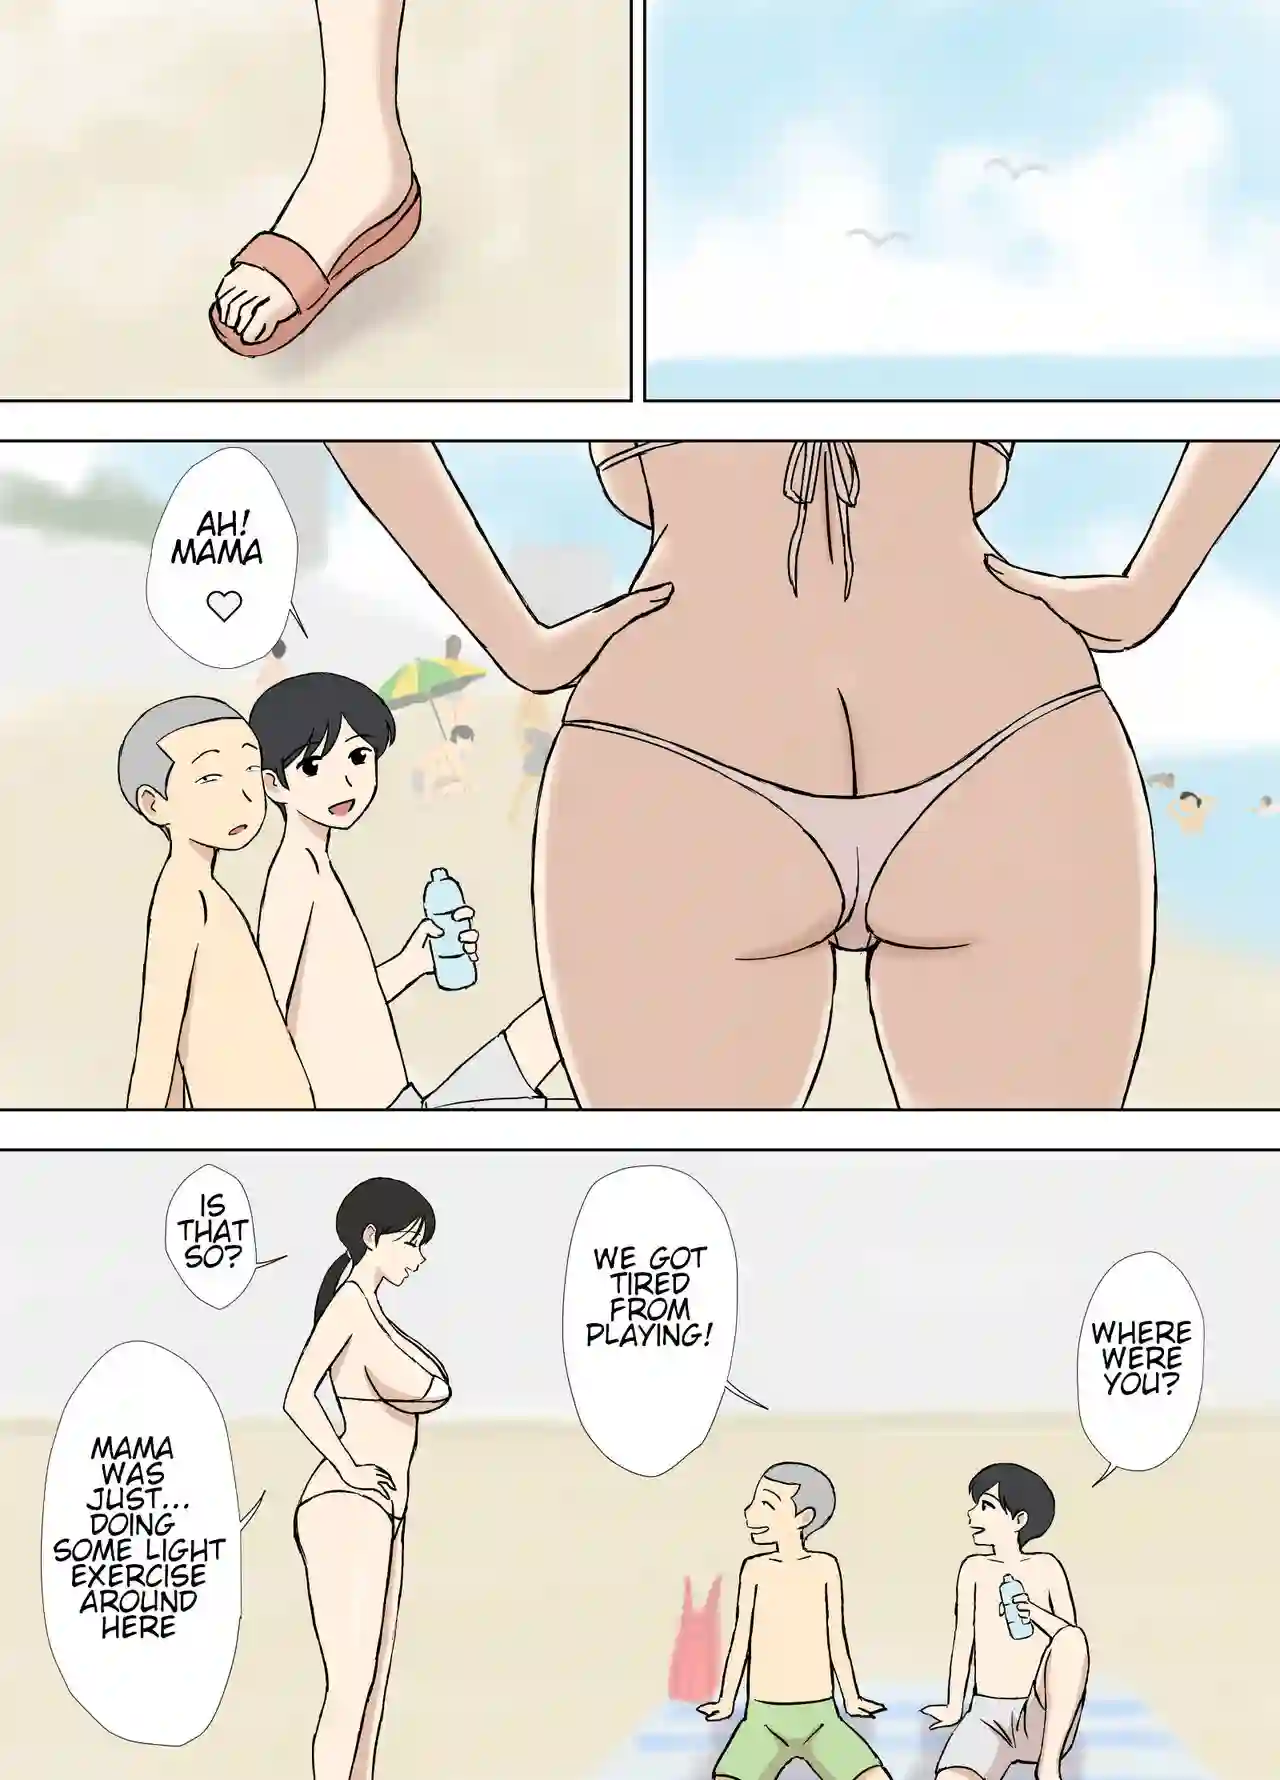 AH!
MAMA
♡
IS
THAT
SO?
WE GOT
TIRED
FROM
PLAYING!
WHERE
WERE
YOU?
MAMA
WAS
JUST...
DOING
SOME LIGHT
EXERCISE
AROUND
HERE